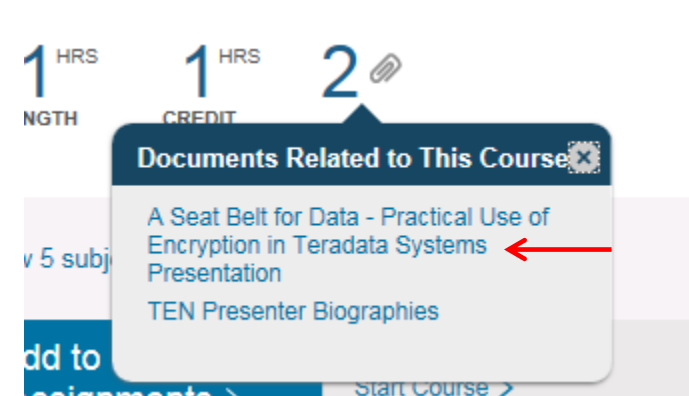 1 HRS 1 HRS 2
NGTH CREDIT
Documents Related to This Course
A Seat Belt for Data - Practical Use of
Encryption in Teradata Systems
Presentation
TEN Presenter Biographies
v 5 subj
dd to
Start Course >